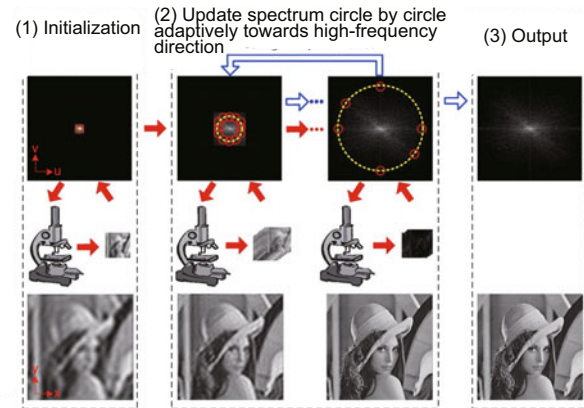 (1) Initialization
(2) Update spectrum circle by circle
adaptively towards high-frequency
direction
(3) Output
v
u
y
x